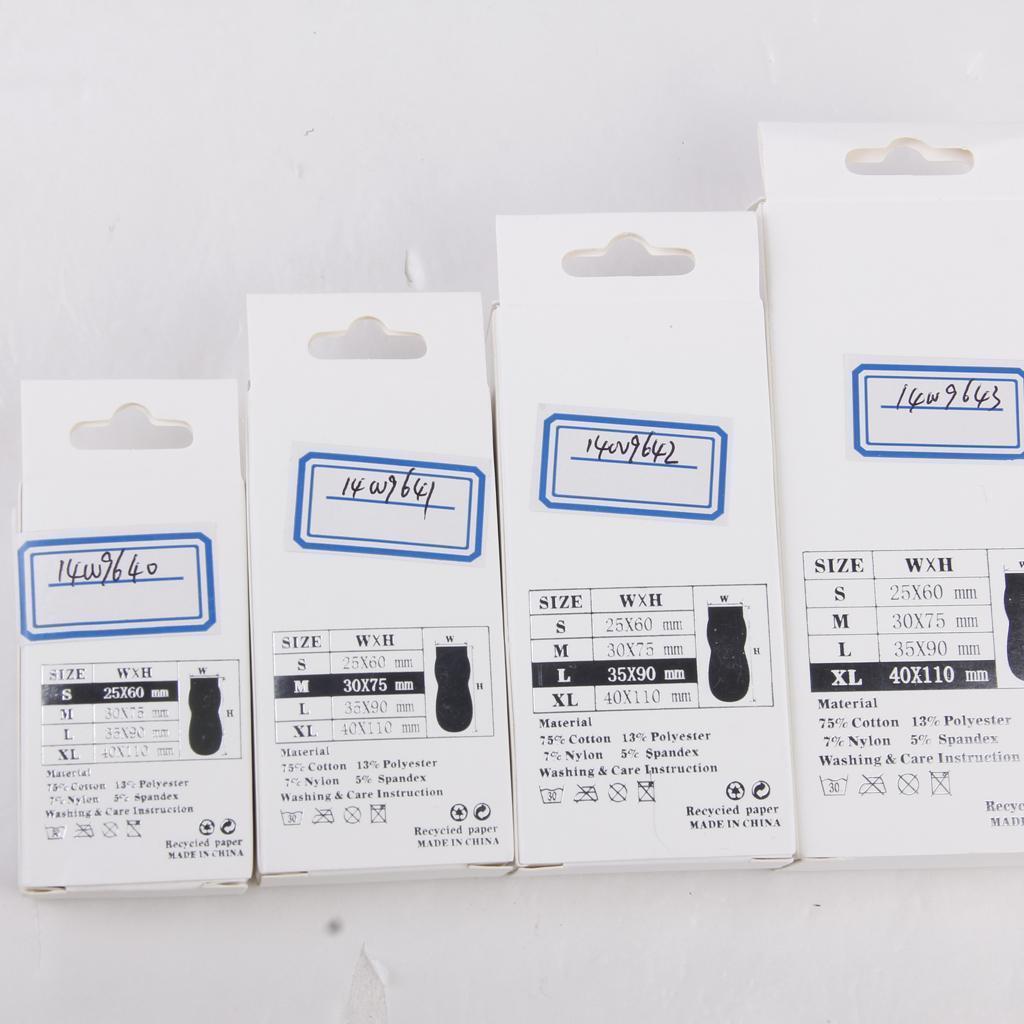 14W9640
SIZE W×H
S 25X60 mm
M 30X75 mm
L 35X90 mm
XL 40X110 mm
W
H
Material
75% Cotton 13% Polyester
7% Nylon 5% Spandex
Washing & Care Instruction
30
Recycled paper
MADE IN CHINA
14W9641
SIZE W×H
S 25X60 mm
M 30X75 mm
L 35X90 mm
XL 40X110 mm
W
H
Material
75% Cotton 13% Polyester
7% Nylon 5% Spandex
Washing & Care Instruction
30
Recycled paper
MADE IN CHINA
14W9642
SIZE W×H
S 25X60 mm
M 30X75 mm
L 35X90 mm
XL 40X110 mm
W
H
Material
75% Cotton 13% Polyester
7% Nylon 5% Spandex
Washing & Care Instruction
30
Recycled paper
MADE IN CHINA
14W9643
SIZE W×H
S 25X60 mm
M 30X75 mm
L 35X90 mm
XL 40X110 mm
W
Material
75% Cotton 13% Polyester
7% Nylon 5% Spandex
Washing & Care Instruction
30